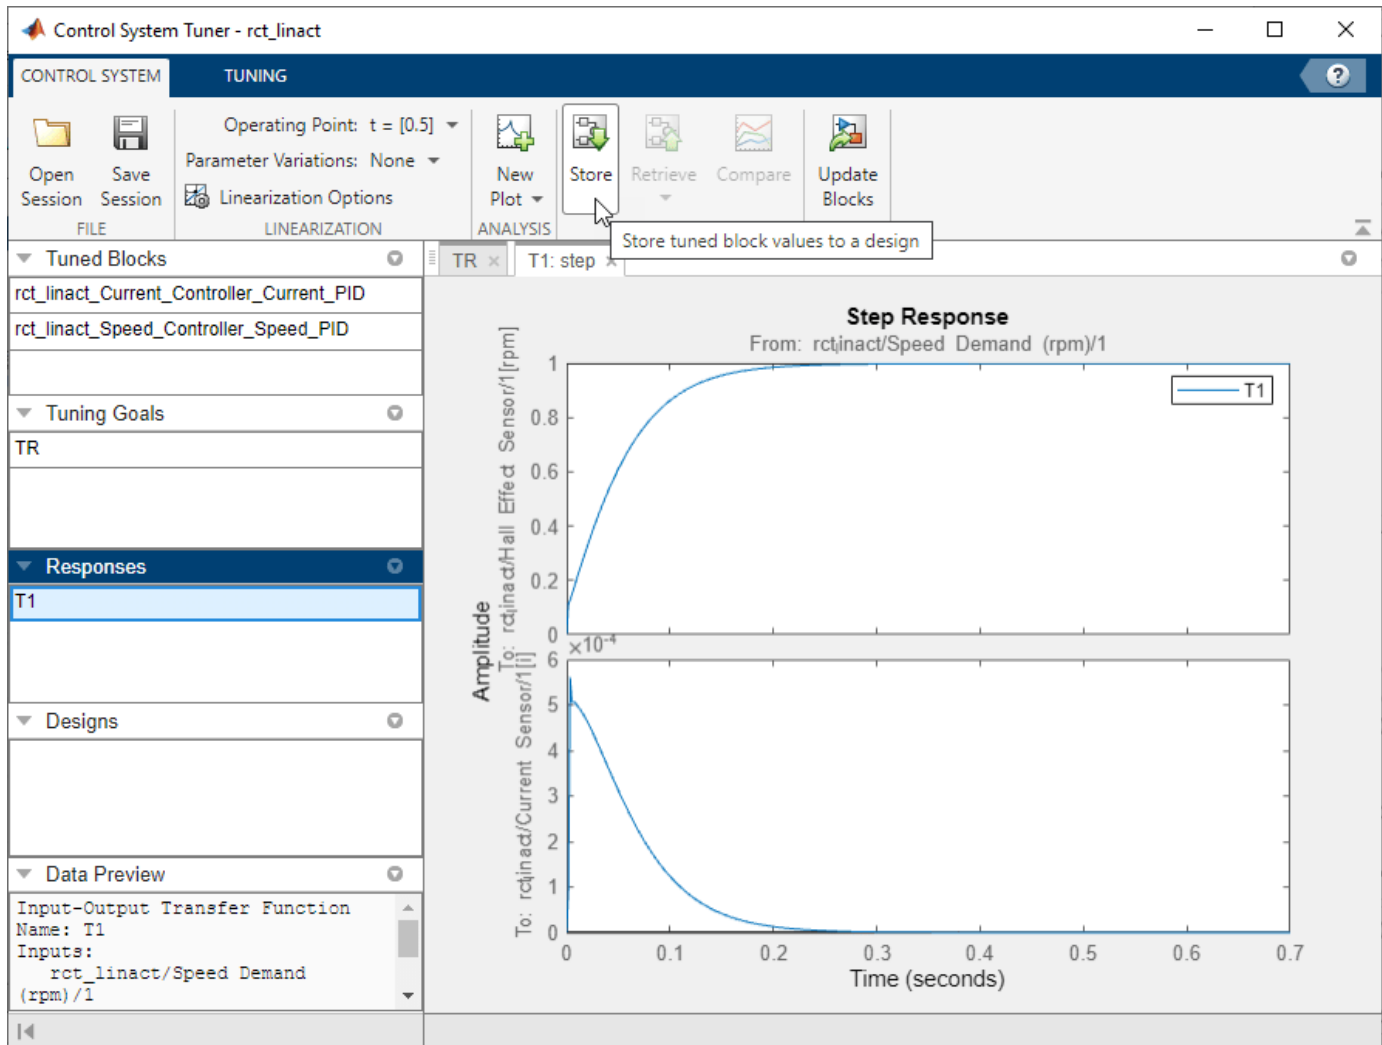 Control System Tuner - rct_linact
CONTROL SYSTEM
TUNING
?
Open
Session
Save
Session
FILE
Operating Point: t = [0.5]
Parameter Variations: None
Linearization Options
LINEARIZATION
New
Plot
ANALYSIS
Store
Retrieve
Compare
Update
Blocks
Store tuned block values to a design
Tuned Blocks
rct_linact_Current_Controller_Current_PID
rct_linact_Speed_Controller_Speed_PID
Tuning Goals
TR
Responses
T1
Designs
Data Preview
Input-Output Transfer Function
Name: T1
Inputs:
rct_linact/Speed Demand
(rpm)/1
TR ×
T1: step ×
Step Response
From: rctlinact/Speed Demand (rpm)/1
T1
Amplitude
To: rctlinact/Hall Effect Sensor/1[rpm]
1
0.8
0.6
0.4
0.2
0
×10-4
To: rctlinact/Current Sensor/1[i]
6
5
4
3
2
1
0
0 0.1 0.2 0.3 0.4 0.5 0.6 0.7
Time (seconds)